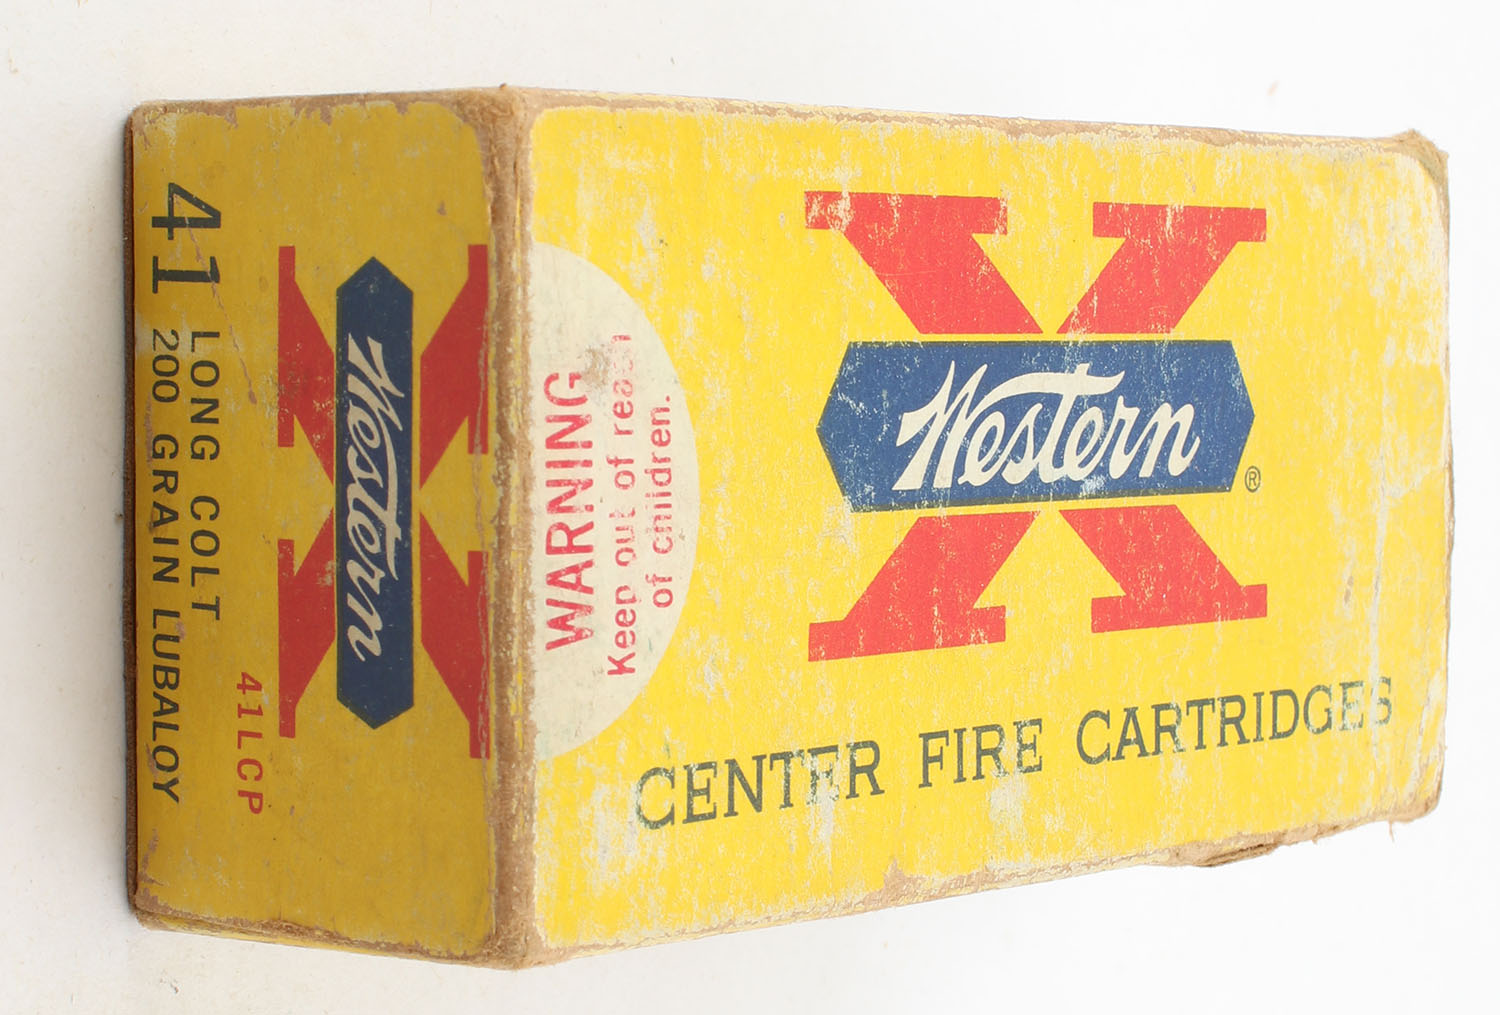 Western
®
CENTER FIRE CARTRIDGES
WARNING
Keep out of reach
of children.
Western
41LCP
41 LONG COLT
200 GRAIN LUBALOY